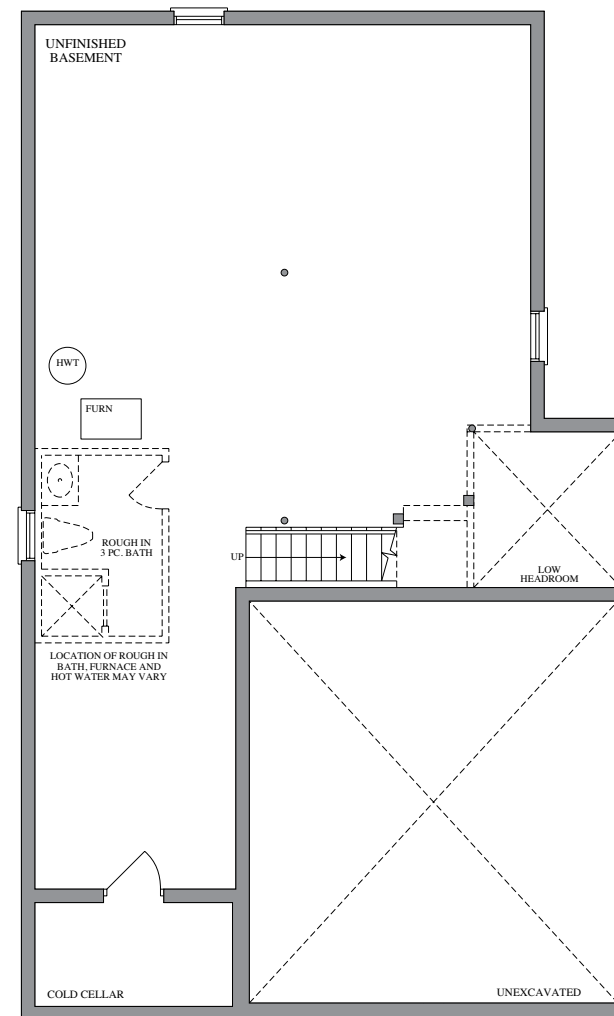 UNFINISHED
BASEMENT
HWT
FURN
ROUGH IN
3 PC. BATH
UP
LOW
HEADROOM
LOCATION OF ROUGH IN
BATH, FURNACE AND
HOT WATER MAY VARY
COLD CELLAR
UNEXCAVATED